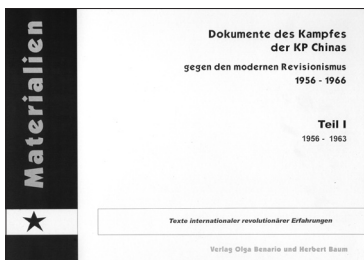 Materialien
Dokumente des Kampfes
der KP Chinas
gegen den modernen Revisionismus
1956 - 1966
Teil I
1956 - 1963
Texte internationaler revolutionärer Erfahrungen
Verlag Olga Benario und Herbert Baum